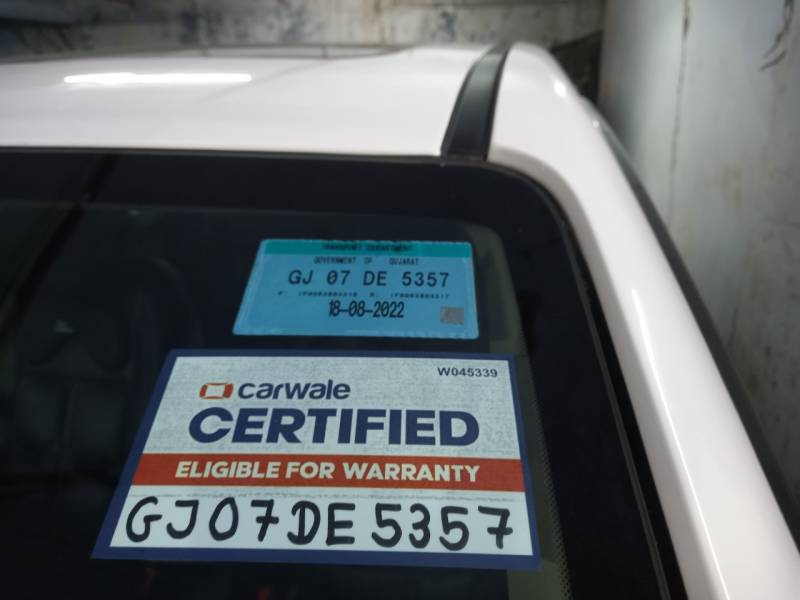 TRANSPORT DEPARTMENT
GOVERNMENT OF GUJARAT
GJ 07 DE 5357
18-08-2022
W045339
carwale
CERTIFIED
ELIGIBLE FOR WARRANTY
GJ07DE5357